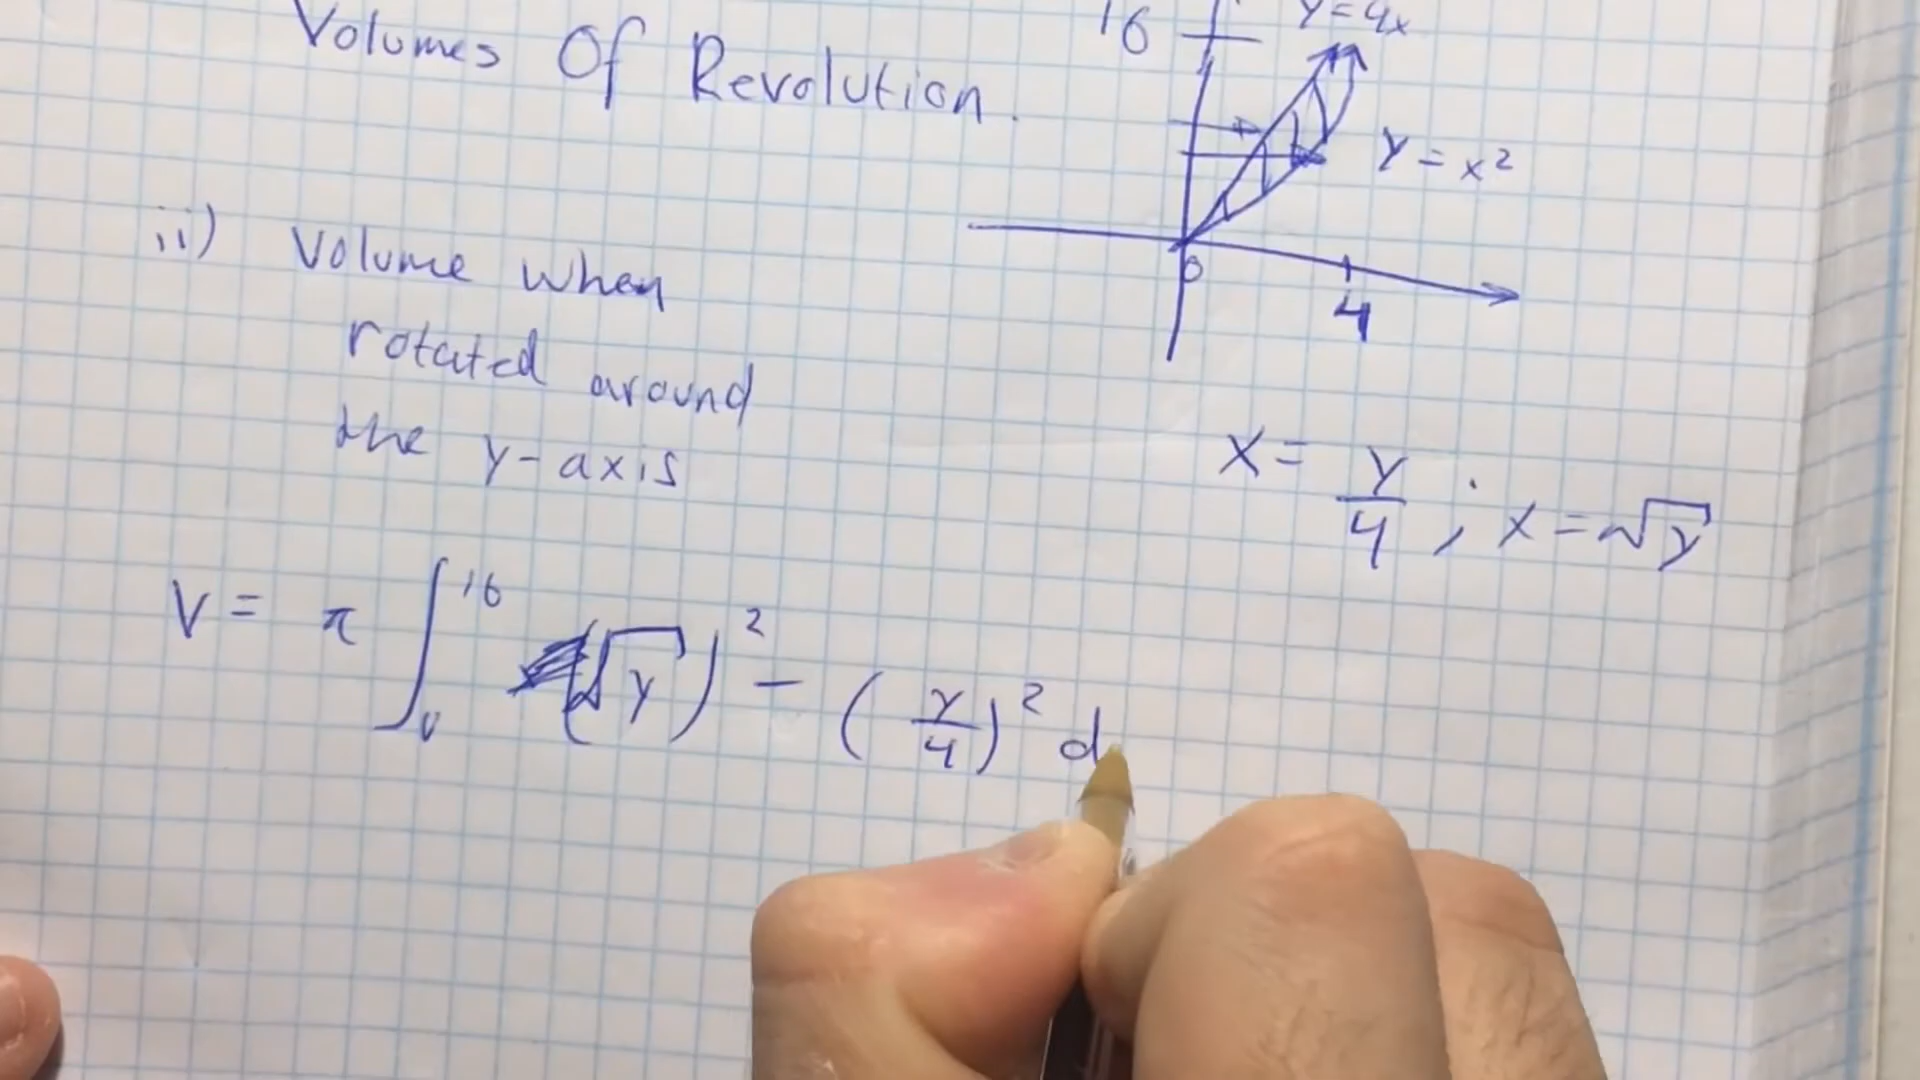 Volumes Of Revolution.
16
y=4x
y = x²
0
4
ii) Volume when
rotated around
the y-axis
x = y/4 ; x = √y
V = π ∫₀¹⁶ (√y)² - (y/4)² d